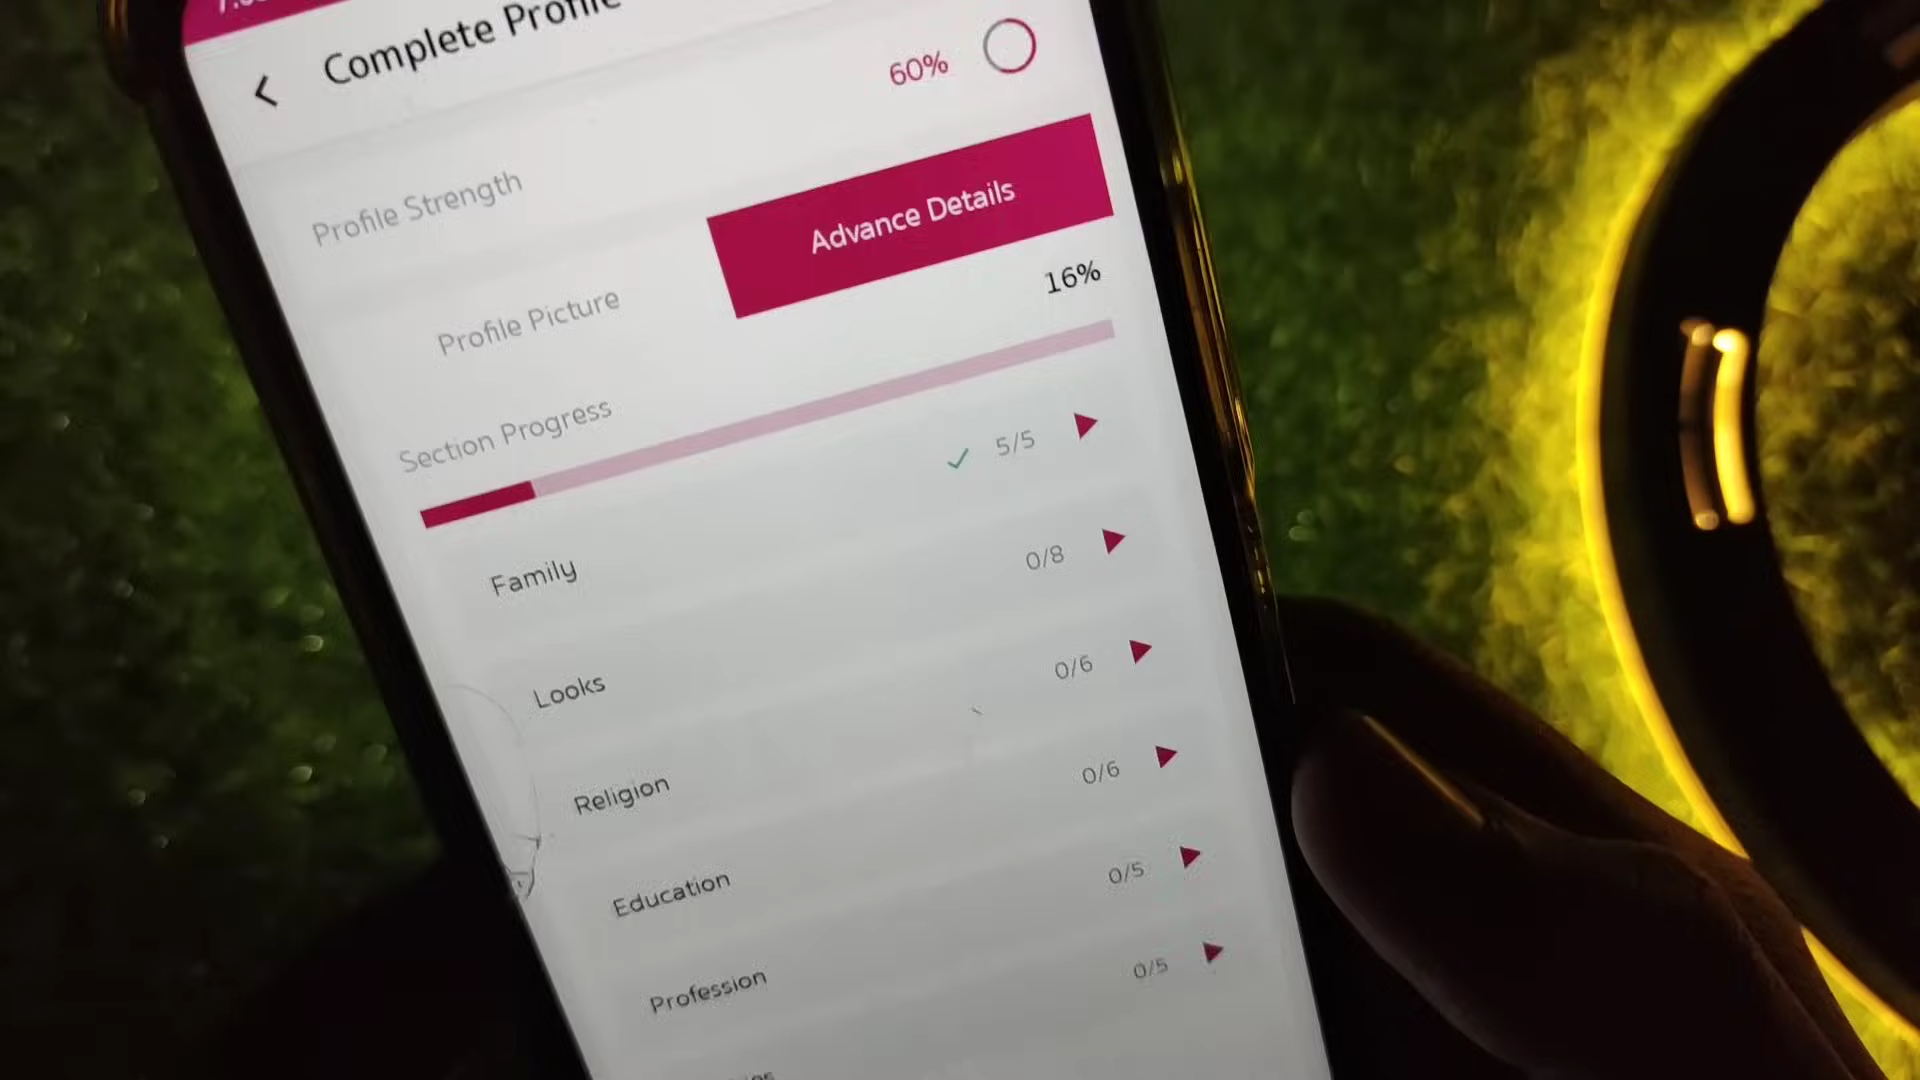 Complete Profile
Profile Strength 60%
Profile Picture Advance Details
Section Progress 16%
Family 5/5
Looks 0/8
Religion 0/6
Education 0/6
Profession 0/5
0/5